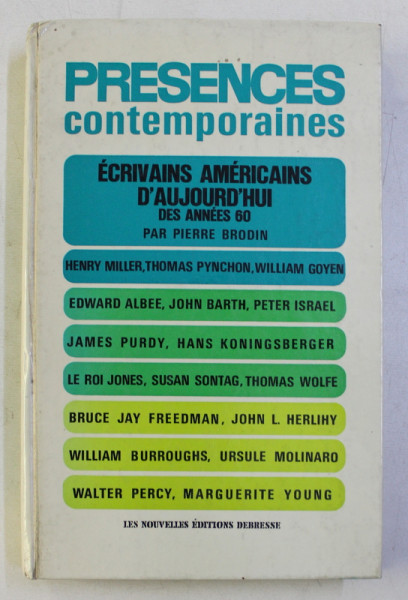 PRESENCES
contemporaines
ÉCRIVAINS AMÉRICAINS
D'AUJOURD'HUI
DES ANNÉES 60
PAR PIERRE BRODIN
HENRY MILLER, THOMAS PYNCHON, WILLIAM GOYEN
EDWARD ALBEE, JOHN BARTH, PETER ISRAEL
JAMES PURDY, HANS KONINGSBERGER
LE ROI JONES, SUSAN SONTAG, THOMAS WOLFE
BRUCE JAY FREEDMAN, JOHN L. HERLIHY
WILLIAM BURROUGHS, URSULE MOLINARO
WALTER PERCY, MARGUERITE YOUNG
LES NOUVELLES ÉDITIONS DEBRESSE